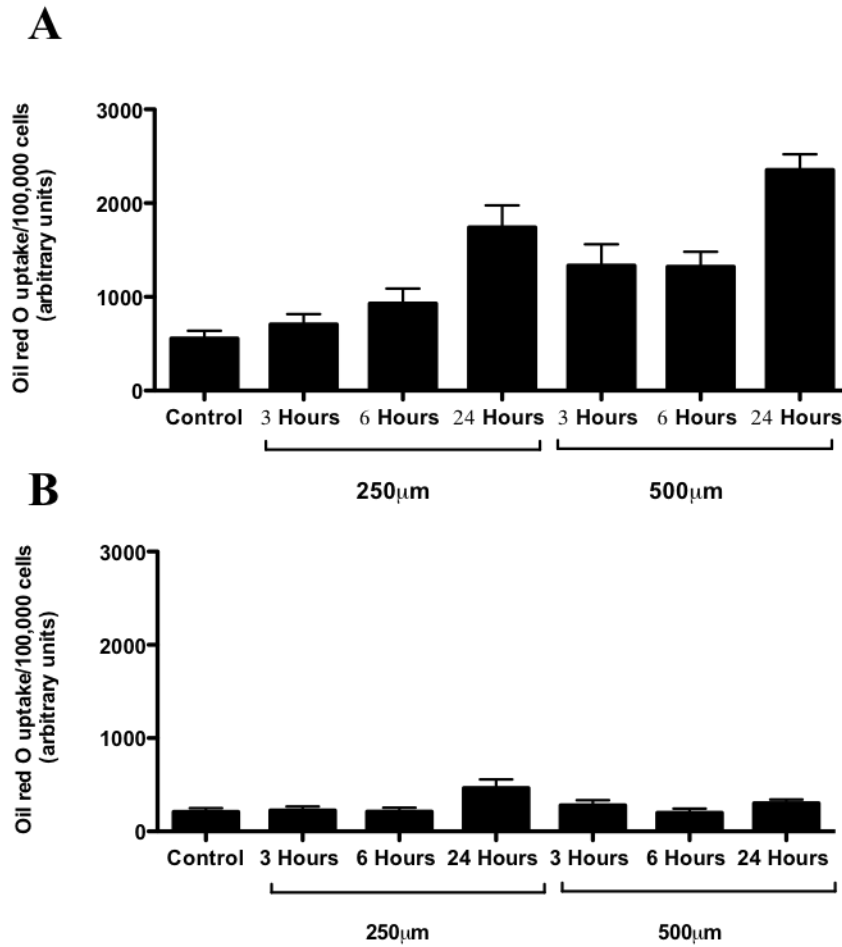 A
Oil red O uptake/100,000 cells
(arbitrary units)
3000
2000
1000
0
Control 3 Hours 6 Hours 24 Hours 3 Hours 6 Hours 24 Hours
250μm 500μm
B
Oil red O uptake/100,000 cells
(arbitrary units)
3000
2000
1000
0
Control 3 Hours 6 Hours 24 Hours 3 Hours 6 Hours 24 Hours
250μm 500μm